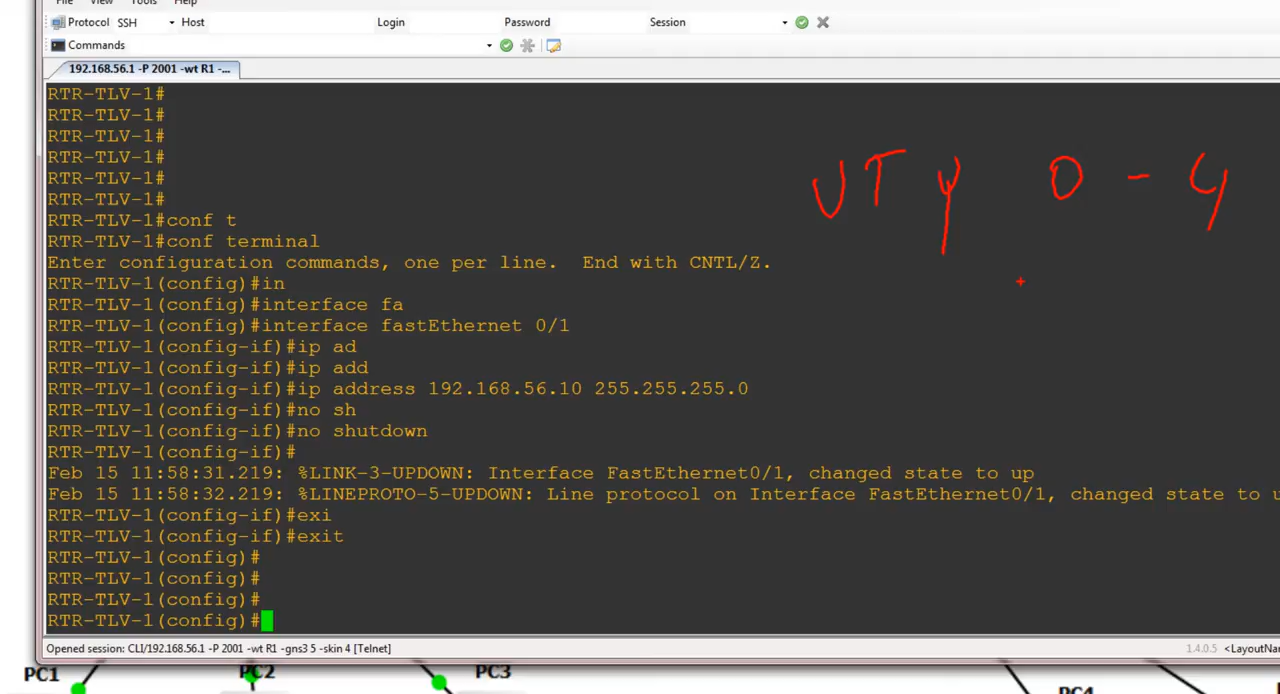 File View Tools Help
Protocol SSH Host Login Password Session
Commands
192.168.56.1 -P 2001 -wt R1 -...
RTR-TLV-1#
RTR-TLV-1#
RTR-TLV-1#
RTR-TLV-1#
RTR-TLV-1#
RTR-TLV-1#
VTY 0 - 4
RTR-TLV-1#conf t
RTR-TLV-1#conf terminal
Enter configuration commands, one per line. End with CNTL/Z.
RTR-TLV-1(config)#in
RTR-TLV-1(config)#interface fa
RTR-TLV-1(config)#interface fastEthernet 0/1
RTR-TLV-1(config-if)#ip ad
RTR-TLV-1(config-if)#ip add
RTR-TLV-1(config-if)#ip address 192.168.56.10 255.255.255.0
RTR-TLV-1(config-if)#no sh
RTR-TLV-1(config-if)#no shutdown
RTR-TLV-1(config-if)#
Feb 15 11:58:31.219: %LINK-3-UPDOWN: Interface FastEthernet0/1, changed state to up
Feb 15 11:58:32.219: %LINEPROTO-5-UPDOWN: Line protocol on Interface FastEthernet0/1, changed state to
RTR-TLV-1(config-if)#exi
RTR-TLV-1(config-if)#exit
RTR-TLV-1(config)#
RTR-TLV-1(config)#
RTR-TLV-1(config)#
RTR-TLV-1(config)#
Opened session: CLI/192.168.56.1 -P 2001 -wt R1 -gns3 5 -skin 4 [Telnet] 1.4.0.5
PC1 PC2 PC3
PC4